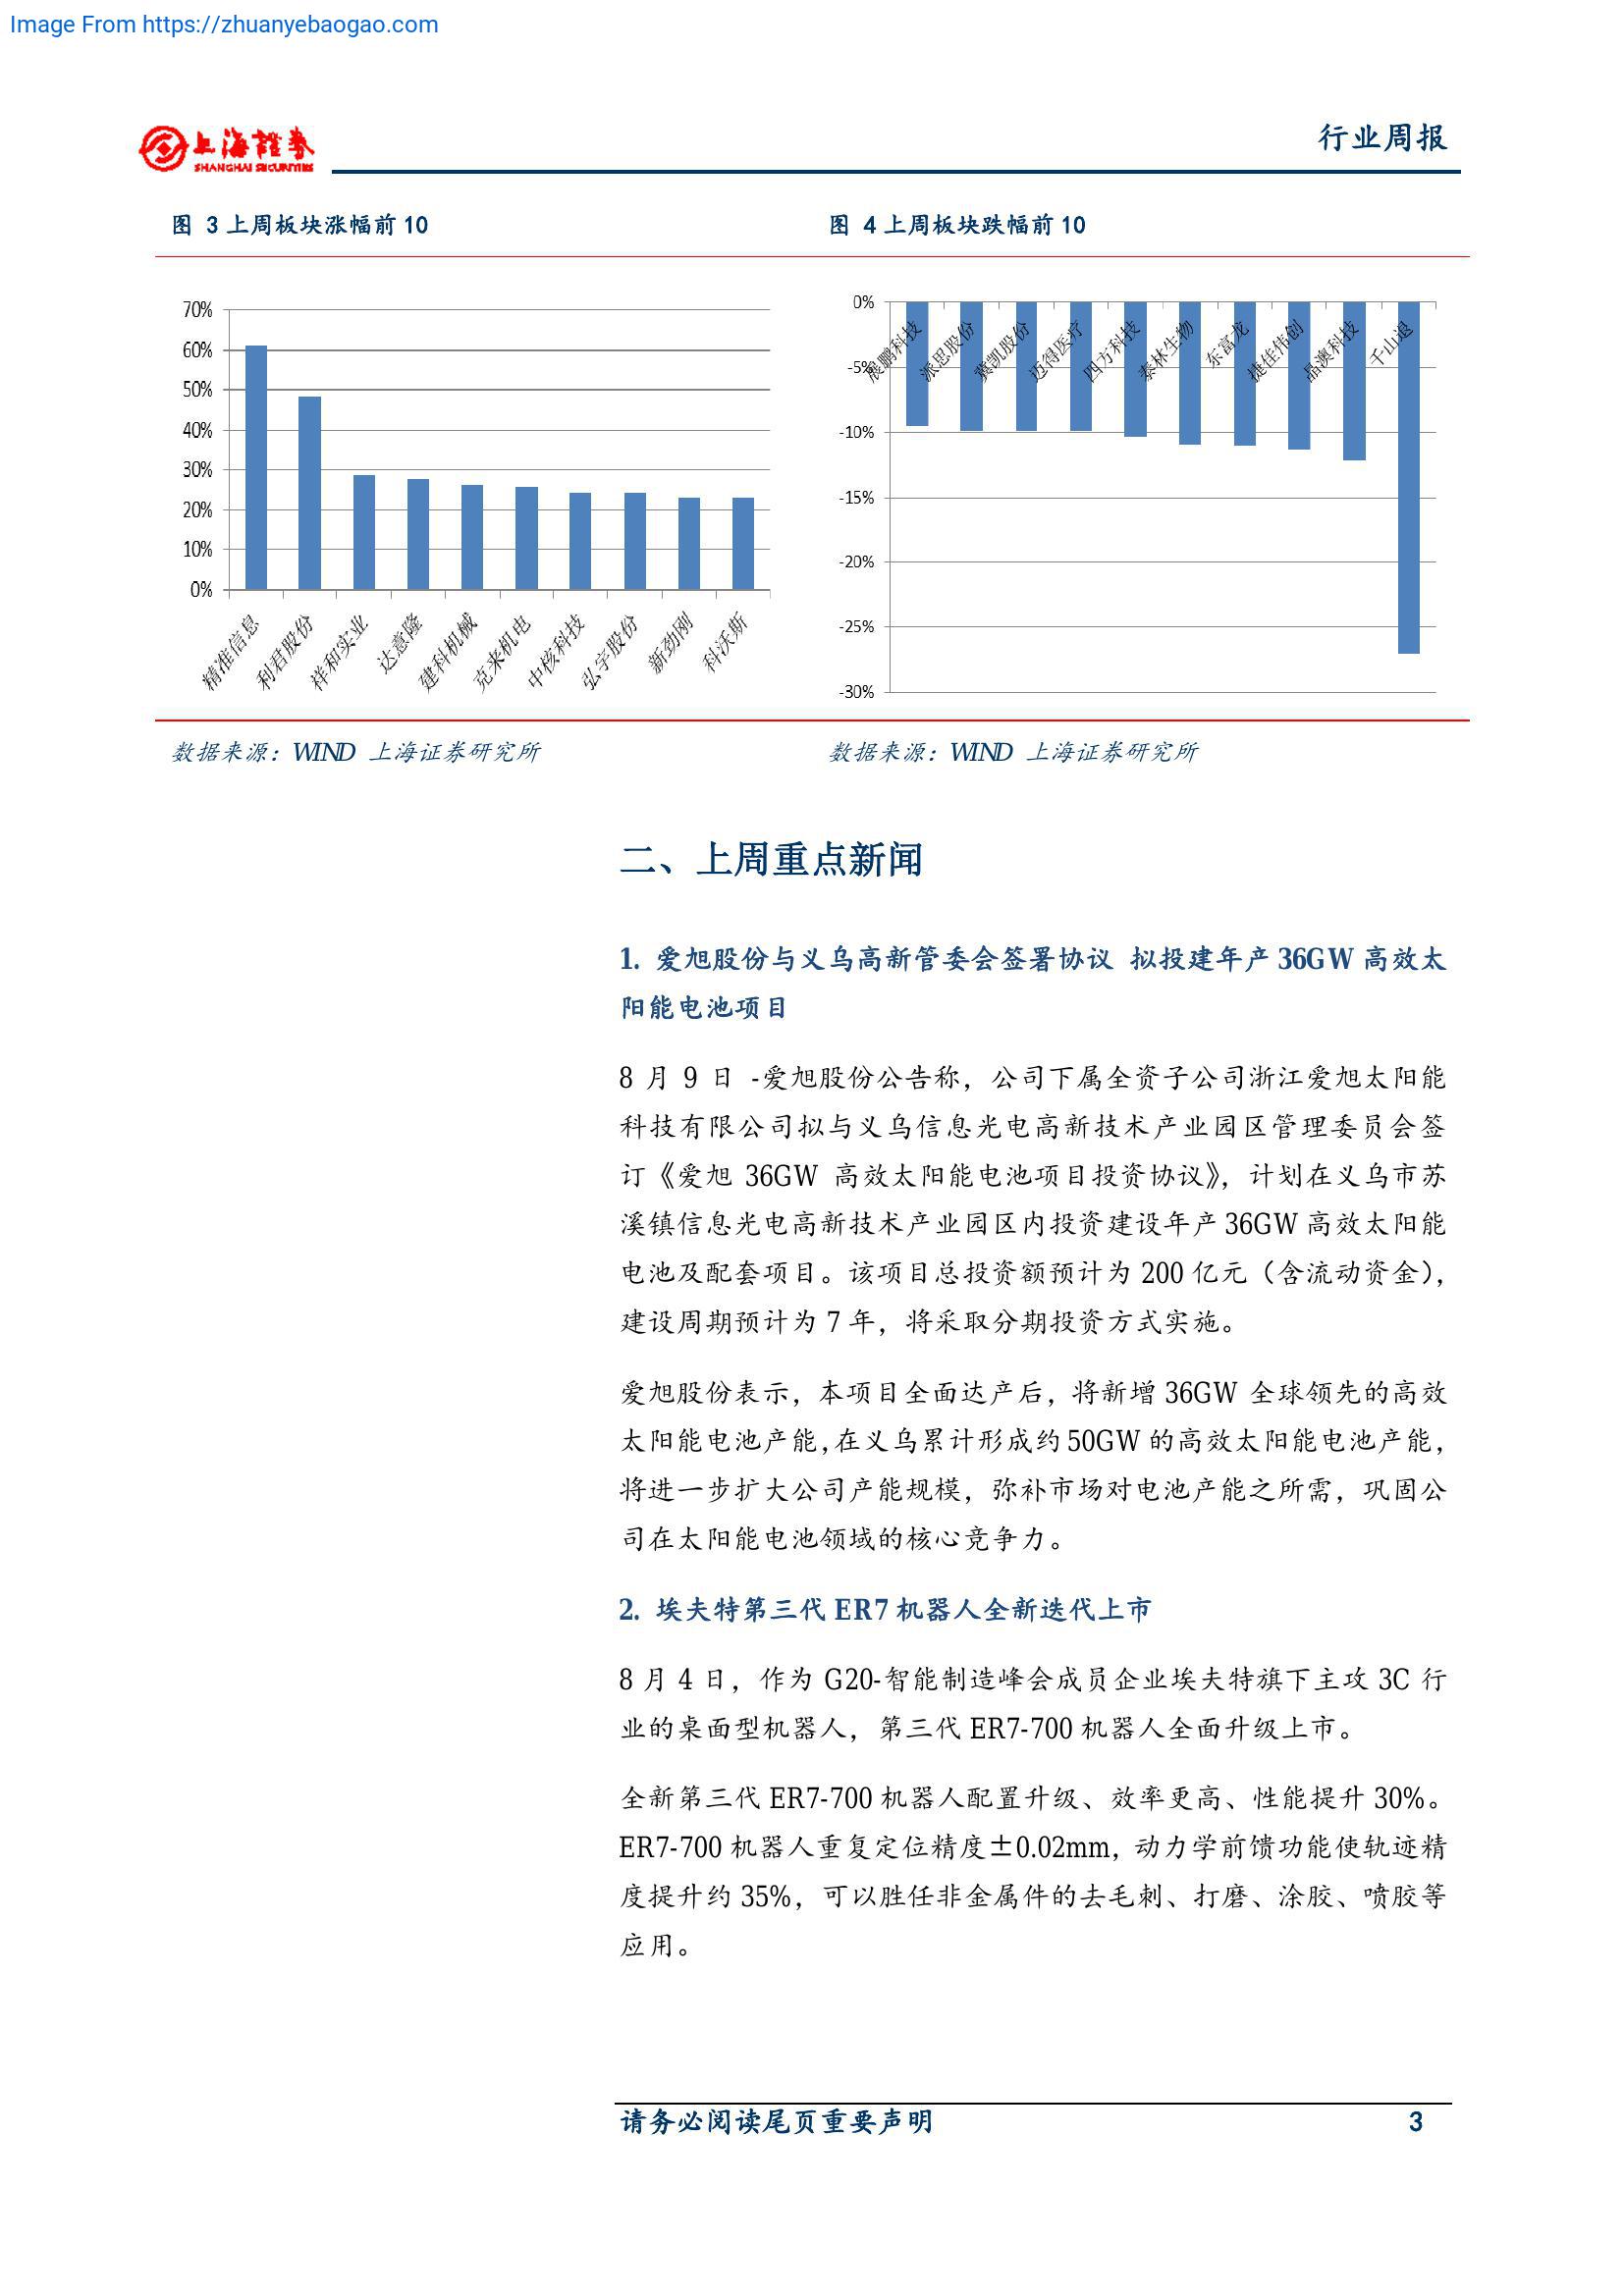 Image From https://zhuanyebaogao.com
上海證券
SHANGHAI SECURITIES
行业周报
图 3 上周板块涨幅前 10
图 4 上周板块跌幅前 10
70%
60%
50%
40%
30%
20%
10%
0%
精准信息
利君股份
祥和实业
达意隆
建科机械
克来机电
中核科技
弘宇股份
新劲刚
科沃斯
0%
-5%
-10%
-15%
-20%
-25%
-30%
展鹏科技
派思股份
冀凯股份
迈得医疗
四方科技
泰林生物
东富龙
捷佳伟创
晶澳科技
千山退
数据来源：WIND 上海证券研究所
数据来源：WIND 上海证券研究所
二、上周重点新闻
1. 爱旭股份与义乌高新管委会签署协议 拟投建年产 36GW 高效太
阳能电池项目
8 月 9 日 -爱旭股份公告称，公司下属全资子公司浙江爱旭太阳能
科技有限公司拟与义乌信息光电高新技术产业园区管理委员会签
订《爱旭 36GW 高效太阳能电池项目投资协议》，计划在义乌市苏
溪镇信息光电高新技术产业园区内投资建设年产 36GW 高效太阳能
电池及配套项目。该项目总投资额预计为 200 亿元（含流动资金），
建设周期预计为 7 年，将采取分期投资方式实施。
爱旭股份表示，本项目全面达产后，将新增 36GW 全球领先的高效
太阳能电池产能，在义乌累计形成约 50GW 的高效太阳能电池产能，
将进一步扩大公司产能规模，弥补市场对电池产能之所需，巩固公
司在太阳能电池领域的核心竞争力。
2. 埃夫特第三代 ER7 机器人全新迭代上市
8 月 4 日，作为 G20-智能制造峰会成员企业埃夫特旗下主攻 3C 行
业的桌面型机器人，第三代 ER7-700 机器人全面升级上市。
全新第三代 ER7-700 机器人配置升级、效率更高、性能提升 30%。
ER7-700 机器人重复定位精度±0.02mm，动力学前馈功能使轨迹精
度提升约 35%，可以胜任非金属件的去毛刺、打磨、涂胶、喷胶等
应用。
请务必阅读尾页重要声明
3